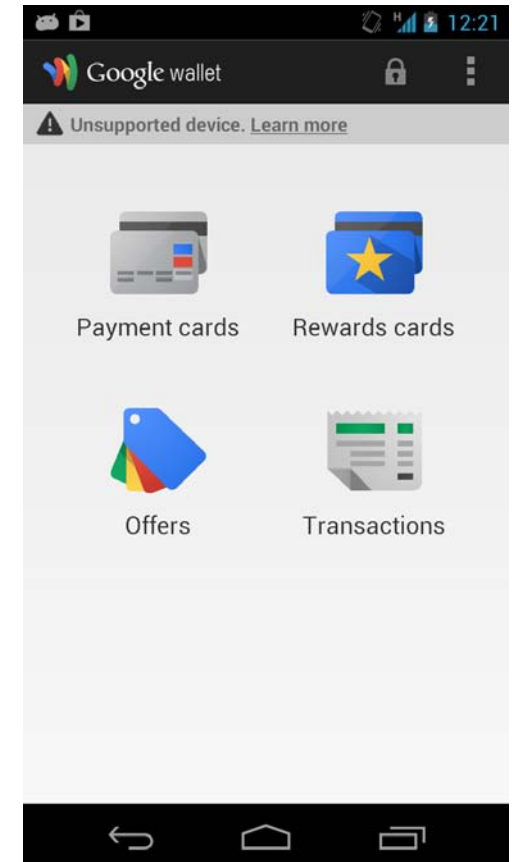 H 12:21
Google wallet
Unsupported device. Learn more
Payment cards Rewards cards
Offers Transactions